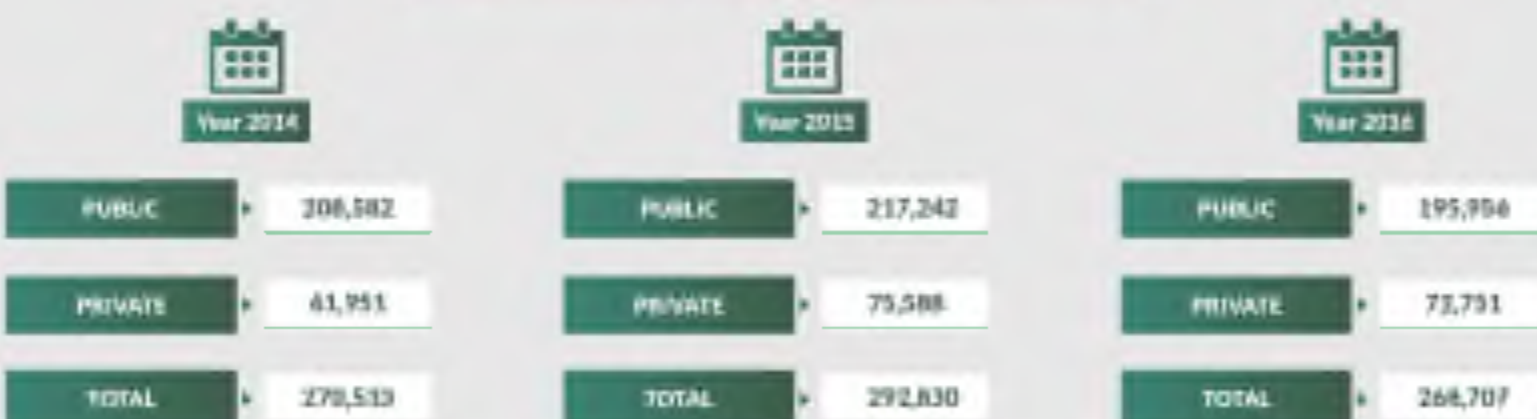 Year 2014 Year 2015 Year 2016
PUBLIC 208,582 PUBLIC 217,242 PUBLIC 195,956
PRIVATE 61,951 PRIVATE 75,588 PRIVATE 72,751
TOTAL 270,533 TOTAL 292,830 TOTAL 268,707